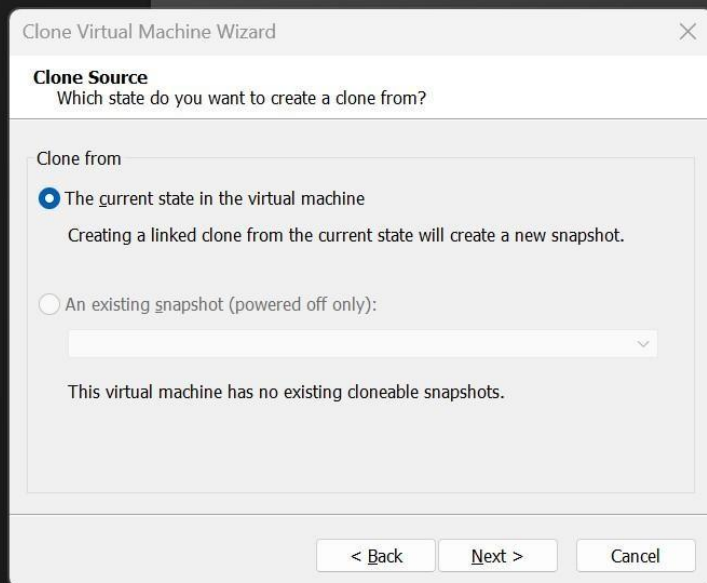 Clone Virtual Machine Wizard
Clone Source
Which state do you want to create a clone from?
Clone from
The current state in the virtual machine
Creating a linked clone from the current state will create a new snapshot.
An existing snapshot (powered off only):
This virtual machine has no existing cloneable snapshots.
< Back Next > Cancel